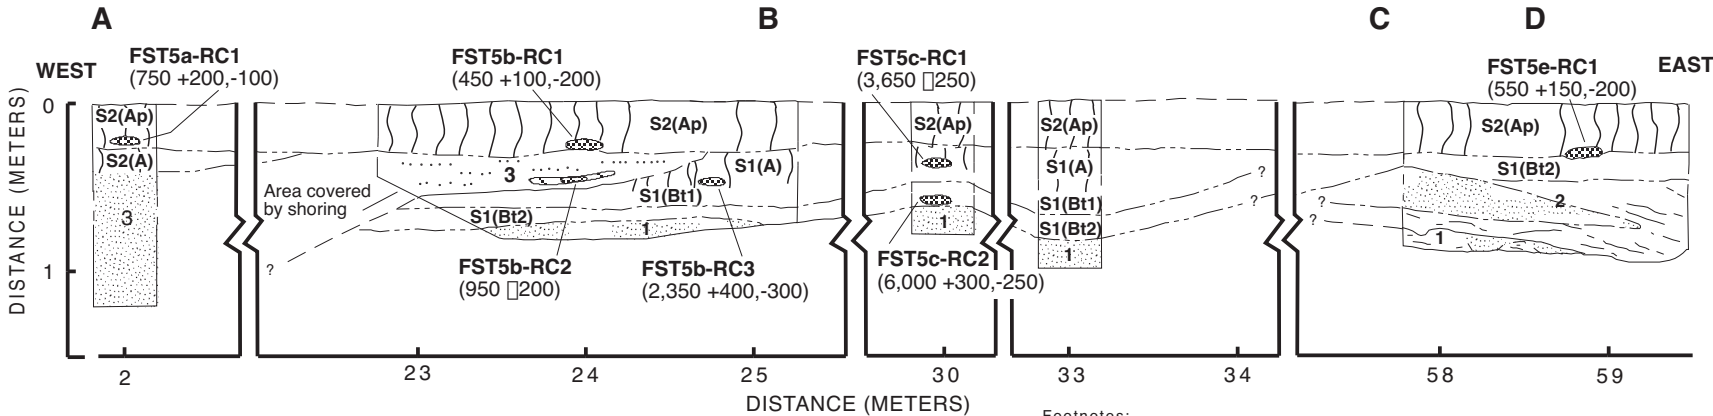 A B C D
WEST
EAST
FST5a-RC1
(750 +200,-100)
FST5b-RC1
(450 +100,-200)
FST5c-RC1
(3,650 □250)
FST5e-RC1
(550 +150,-200)
DISTANCE (METERS)
0
1
S2(Ap)
S2(A)
3
Area covered
by shoring
?
S2(Ap)
3
S1(A)
S1(Bt1)
S1(Bt2)
1
FST5b-RC2
(950 □200)
FST5b-RC3
(2,350 +400,-300)
S2(Ap)
1
FST5c-RC2
(6,000 +300,-250)
S2(Ap)
S1(A)
S1(Bt1)
S1(Bt2)
1
?
?
?
?
S2(Ap)
S1(Bt2)
2
1
2 23 24 25 30 33 34 58 59
DISTANCE (METERS)
Footnotes: